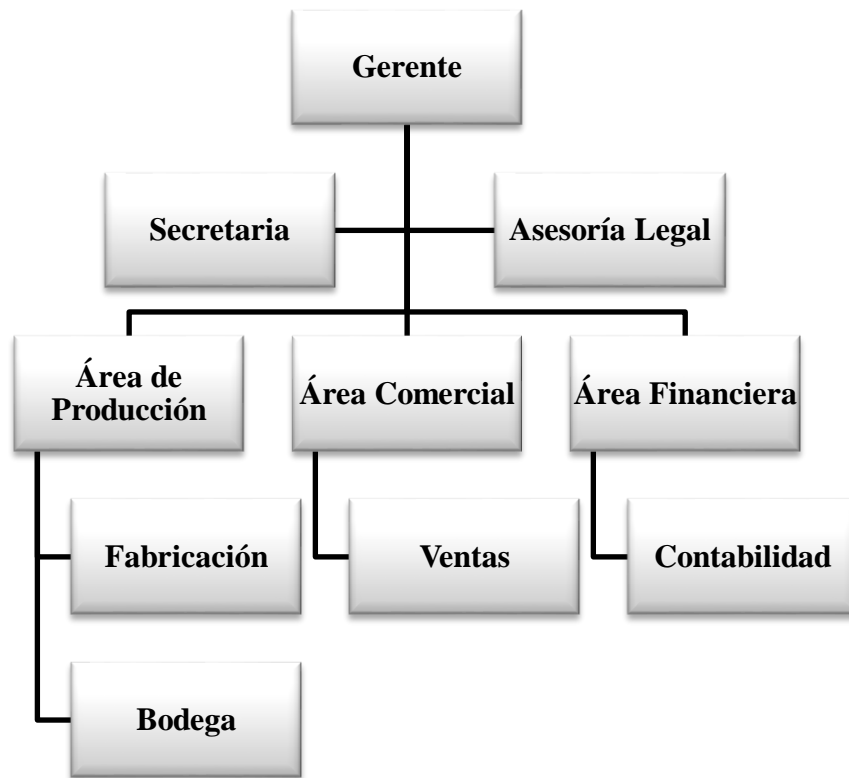 Gerente
Secretaria
Asesoría Legal
Área de
Producción
Área Comercial
Área Financiera
Fabricación
Ventas
Contabilidad
Bodega